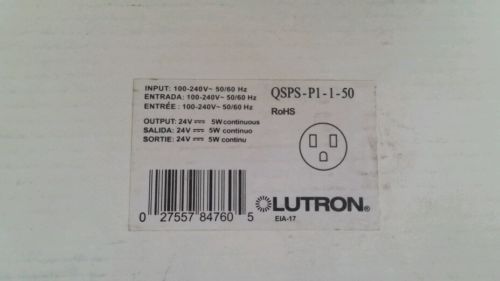 INPUT: 100-240V~ 50/60 Hz
ENTRADA: 100-240V~ 50/60 Hz
ENTRÉE : 100-240V~ 50/60 Hz
OUTPUT: 24V⎓ 5W continuous
SALIDA: 24V⎓ 5W continuo
SORTIE: 24V⎓ 5W continu
QSPS-P1-1-50
RoHS
0 27557 84760 5
LUTRON®
EIA-17